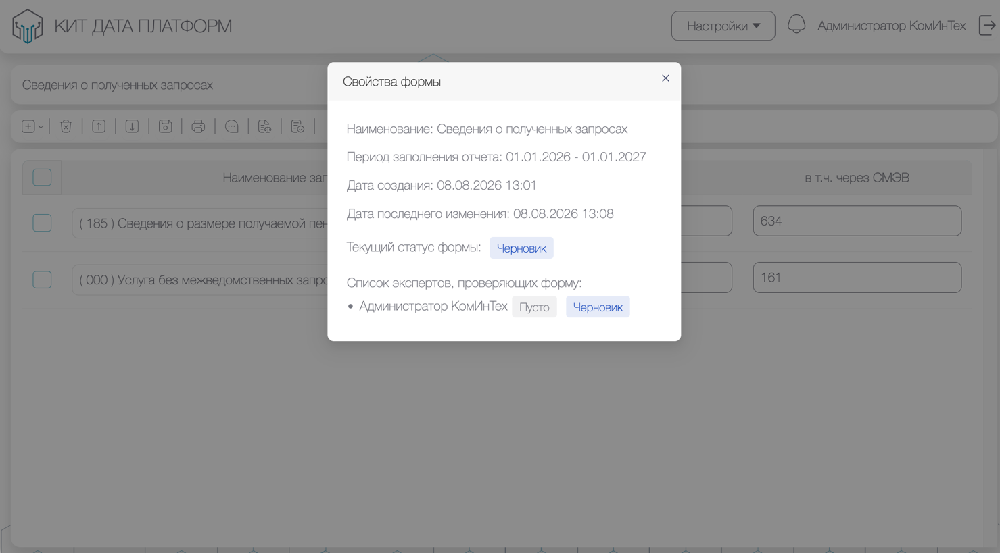 КИТ ДАТА ПЛАТФОРМ
Настройки
Администратор КомИнТех
Сведения о полученных запросах
Свойства формы
Наименование: Сведения о полученных запросах
Период заполнения отчета: 01.01.2026 - 01.01.2027
Дата создания: 08.08.2026 13:01
Дата последнего изменения: 08.08.2026 13:08
Текущий статус формы: Черновик
Список экспертов, проверяющих форму:
• Администратор КомИнТех Пусто Черновик
Наименование
в т.ч. через СМЭВ
( 185 ) Сведения о размере получаемой
634
( 000 ) Услуга без межведомственных
161